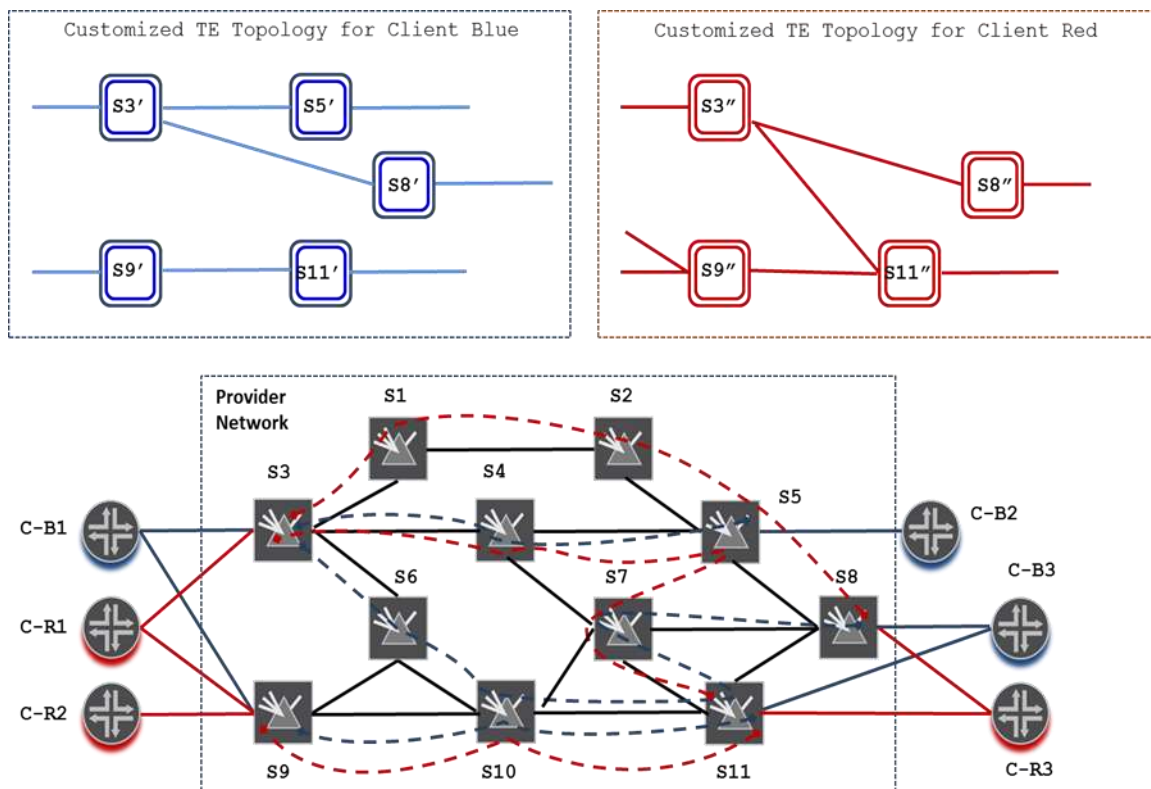 Customized TE Topology for Client Blue
S3′
S5′
S8′
S9′
S11′
Customized TE Topology for Client Red
S3″
S8″
S9″
S11″
Provider
Network
S1
S2
S3
S4
S5
C-B1
C-B2
S6
S7
S8
C-B3
C-R1
C-R2
S9
S10
S11
C-R3